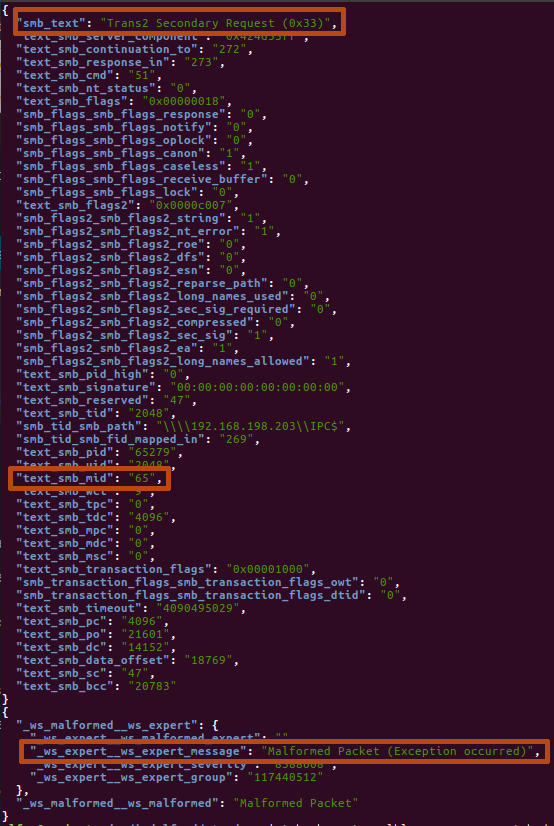 {
"smb_text": "Trans2 Secondary Request (0x33)",
"text_smb_server_component": "0x424d53ff",
"text_smb_continuation_to": "272",
"text_smb_response_in": "273",
"text_smb_cmd": "51",
"text_smb_nt_status": "0",
"text_smb_flags": "0x00000018",
"smb_flags_smb_flags_response": "0",
"smb_flags_smb_flags_notify": "0",
"smb_flags_smb_flags_oplock": "0",
"smb_flags_smb_flags_canon": "1",
"smb_flags_smb_flags_caseless": "1",
"smb_flags_smb_flags_receive_buffer": "0",
"smb_flags_smb_flags_lock": "0",
"text_smb_flags2": "0x0000c007",
"smb_flags2_smb_flags2_string": "1",
"smb_flags2_smb_flags2_nt_error": "1",
"smb_flags2_smb_flags2_roe": "0",
"smb_flags2_smb_flags2_dfs": "0",
"smb_flags2_smb_flags2_esn": "0",
"smb_flags2_smb_flags2_reparse_path": "0",
"smb_flags2_smb_flags2_long_names_used": "0",
"smb_flags2_smb_flags2_sec_sig_required": "0",
"smb_flags2_smb_flags2_compressed": "0",
"smb_flags2_smb_flags2_sec_sig": "1",
"smb_flags2_smb_flags2_ea": "1",
"smb_flags2_smb_flags2_long_names_allowed": "1",
"text_smb_pid_high": "0",
"text_smb_signature": "00:00:00:00:00:00:00:00",
"text_smb_reserved": "47",
"text_smb_tid": "2048",
"smb_tid_smb_path": "\\\\192.168.198.203\\IPC$",
"smb_tid_smb_fid_mapped_in": "269",
"text_smb_pid": "65279",
"text_smb_uid": "2048",
"text_smb_mid": "65",
"text_smb_wct": "9",
"text_smb_tpc": "0",
"text_smb_tdc": "4096",
"text_smb_mpc": "0",
"text_smb_mdc": "0",
"text_smb_msc": "0",
"text_smb_transaction_flags": "0x00001000",
"smb_transaction_flags_smb_transaction_flags_owt": "0",
"smb_transaction_flags_smb_transaction_flags_dtid": "0",
"text_smb_timeout": "4090495029",
"text_smb_pc": "4096",
"text_smb_po": "21601",
"text_smb_dc": "14152",
"text_smb_data_offset": "18769",
"text_smb_sc": "47",
"text_smb_bcc": "20783"
}
{
"_ws_malformed__ws_expert": {
"_ws_expert__ws_malformed_expert": ""
"_ws_expert__ws_expert_message": "Malformed Packet (Exception occurred)",
"_ws_expert__ws_expert_severity": "8388608",
"_ws_expert__ws_expert_group": "117440512"
},
"_ws_malformed__ws_malformed": "Malformed Packet"
}